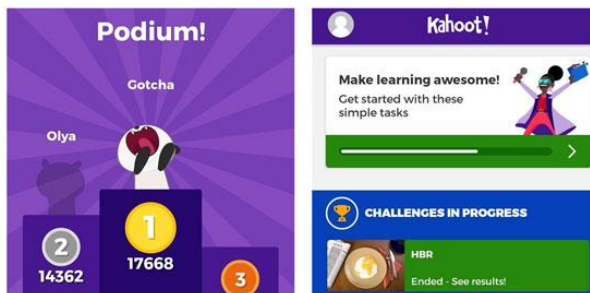 Podium!
Gotcha
Olya
1
2
17668
14362
3
Kahoot!
Make learning awesome!
Get started with these
simple tasks
CHALLENGES IN PROGRESS
HBR
Ended - See results!